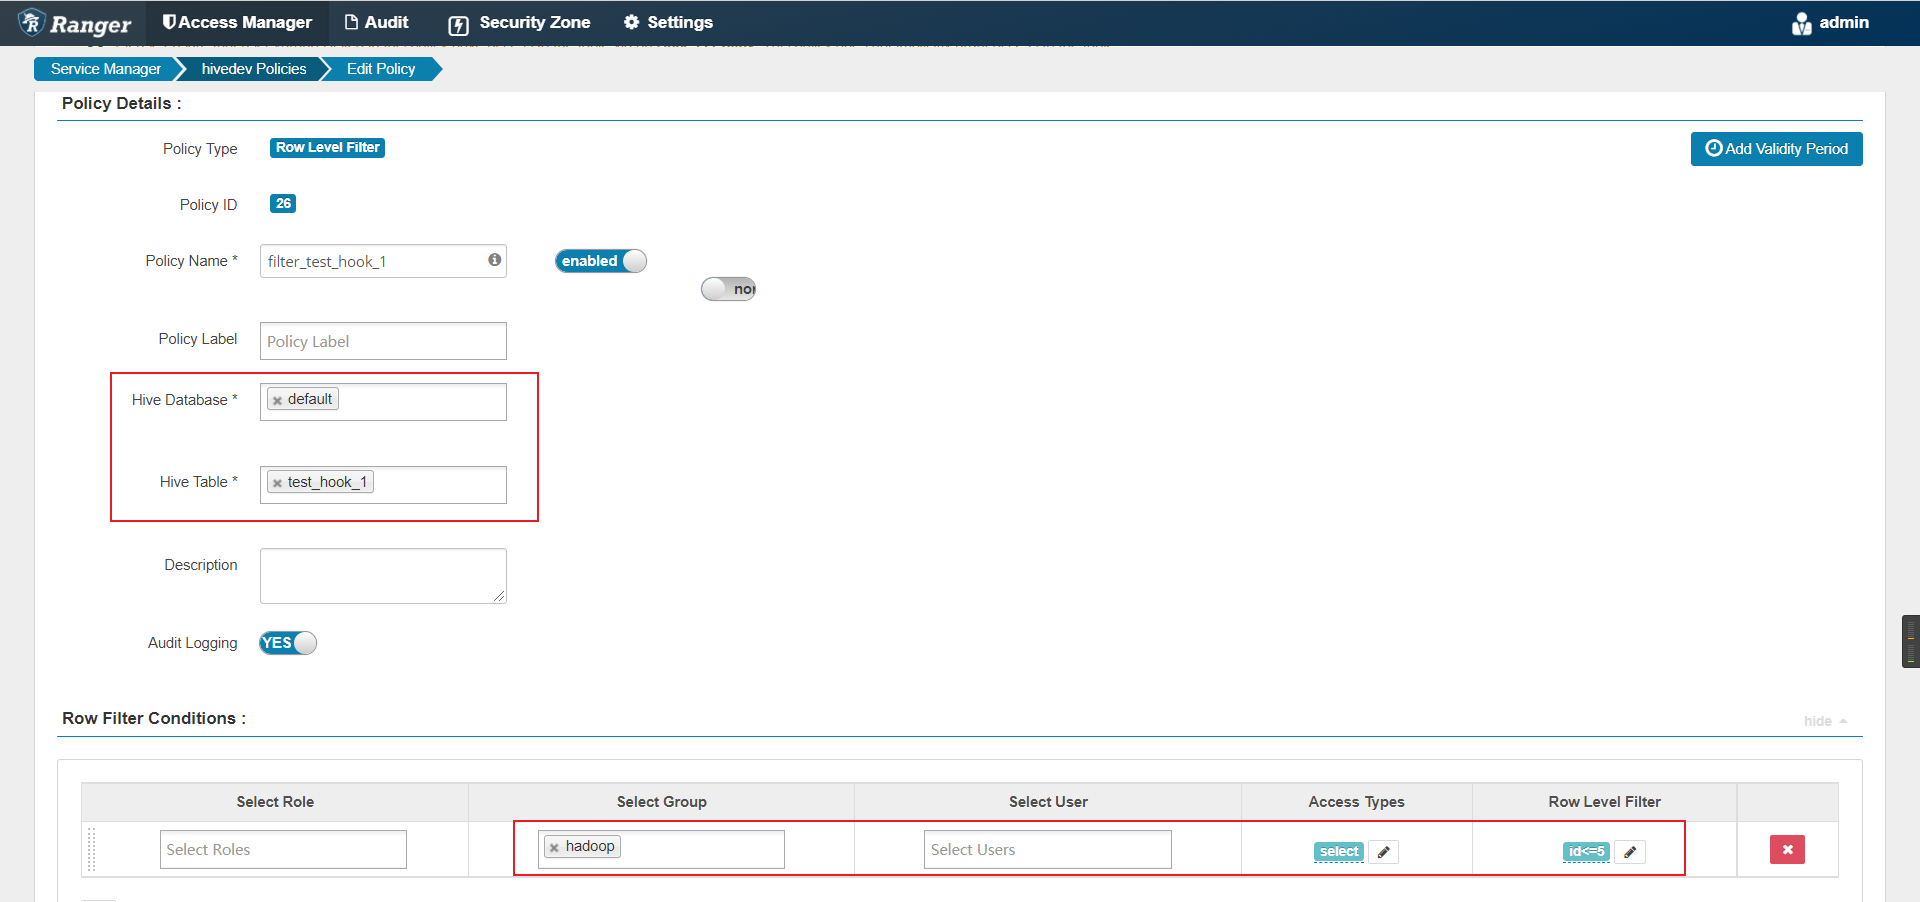 Ranger Access Manager Audit Security Zone Settings admin
Service Manager hivedev Policies Edit Policy
Policy Details :
Policy Type Row Level Filter Add Validity Period
Policy ID 26
Policy Name * filter_test_hook_1 enabled
Policy Label Policy Label
Hive Database * default
Hive Table * test_hook_1
Description
Audit Logging YES
Row Filter Conditions :
hide
Select Role Select Group Select User Access Types Row Level Filter
Select Roles hadoop Select Users select id<=5